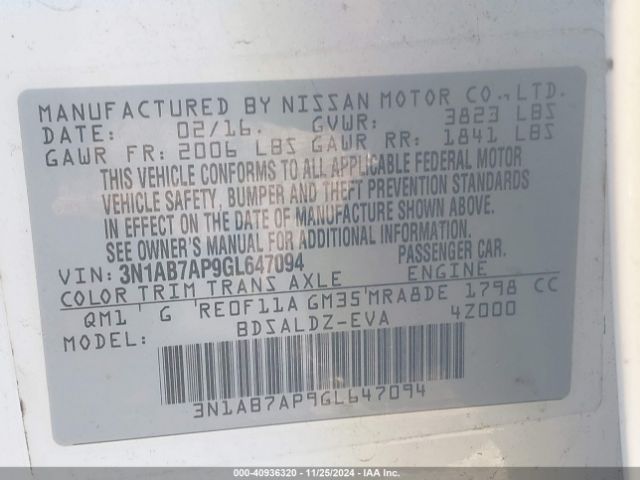 MANUFACTURED BY NISSAN MOTOR CO., LTD.
DATE: 02/16. GVWR: 3823 LBS
GAWR FR: 2006 LBS GAWR RR: 1841 LBS
THIS VEHICLE CONFORMS TO ALL APPLICABLE FEDERAL MOTOR
VEHICLE SAFETY, BUMPER AND THEFT PREVENTION STANDARDS
IN EFFECT ON THE DATE OF MANUFACTURE SHOWN ABOVE.
SEE OWNER'S MANUAL FOR ADDITIONAL INFORMATION.
VIN: 3N1AB7AP9GL647094 PASSENGER CAR.
COLOR TRIM TRANS AXLE ENGINE
QM1 G RE0F11A GM35 MRA8DE 1798 CC
MODEL: BDSALDZ-EVA 4Z000
3N1AB7AP9GL647094
000-40936320 - 11/25/2024 - IAA Inc.